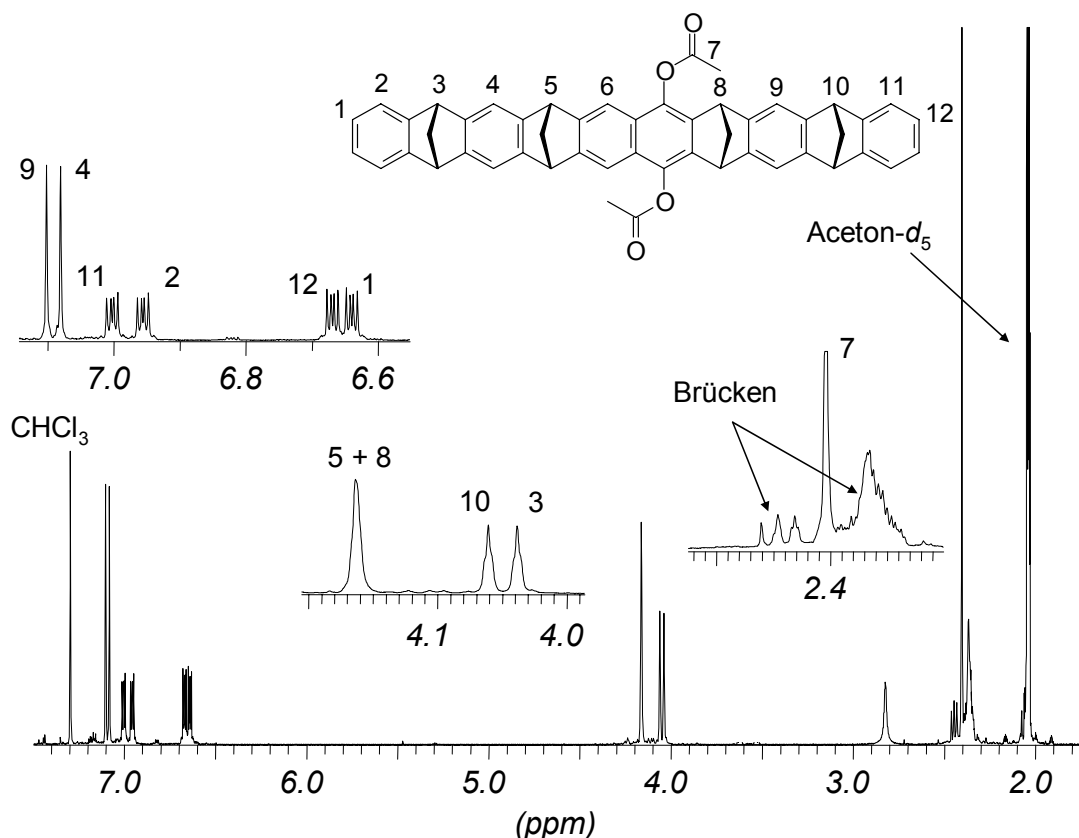 O
7
O
2 3 4 5 6 8 9 10 11
1 12
O
O
9 4
11 2 12 1
7.0 6.8 6.6
Aceton-d5
7
Brücken
CHCl3
5 + 8
10 3
4.1 4.0
2.4
7.0 6.0 5.0 4.0 3.0 2.0
(ppm)